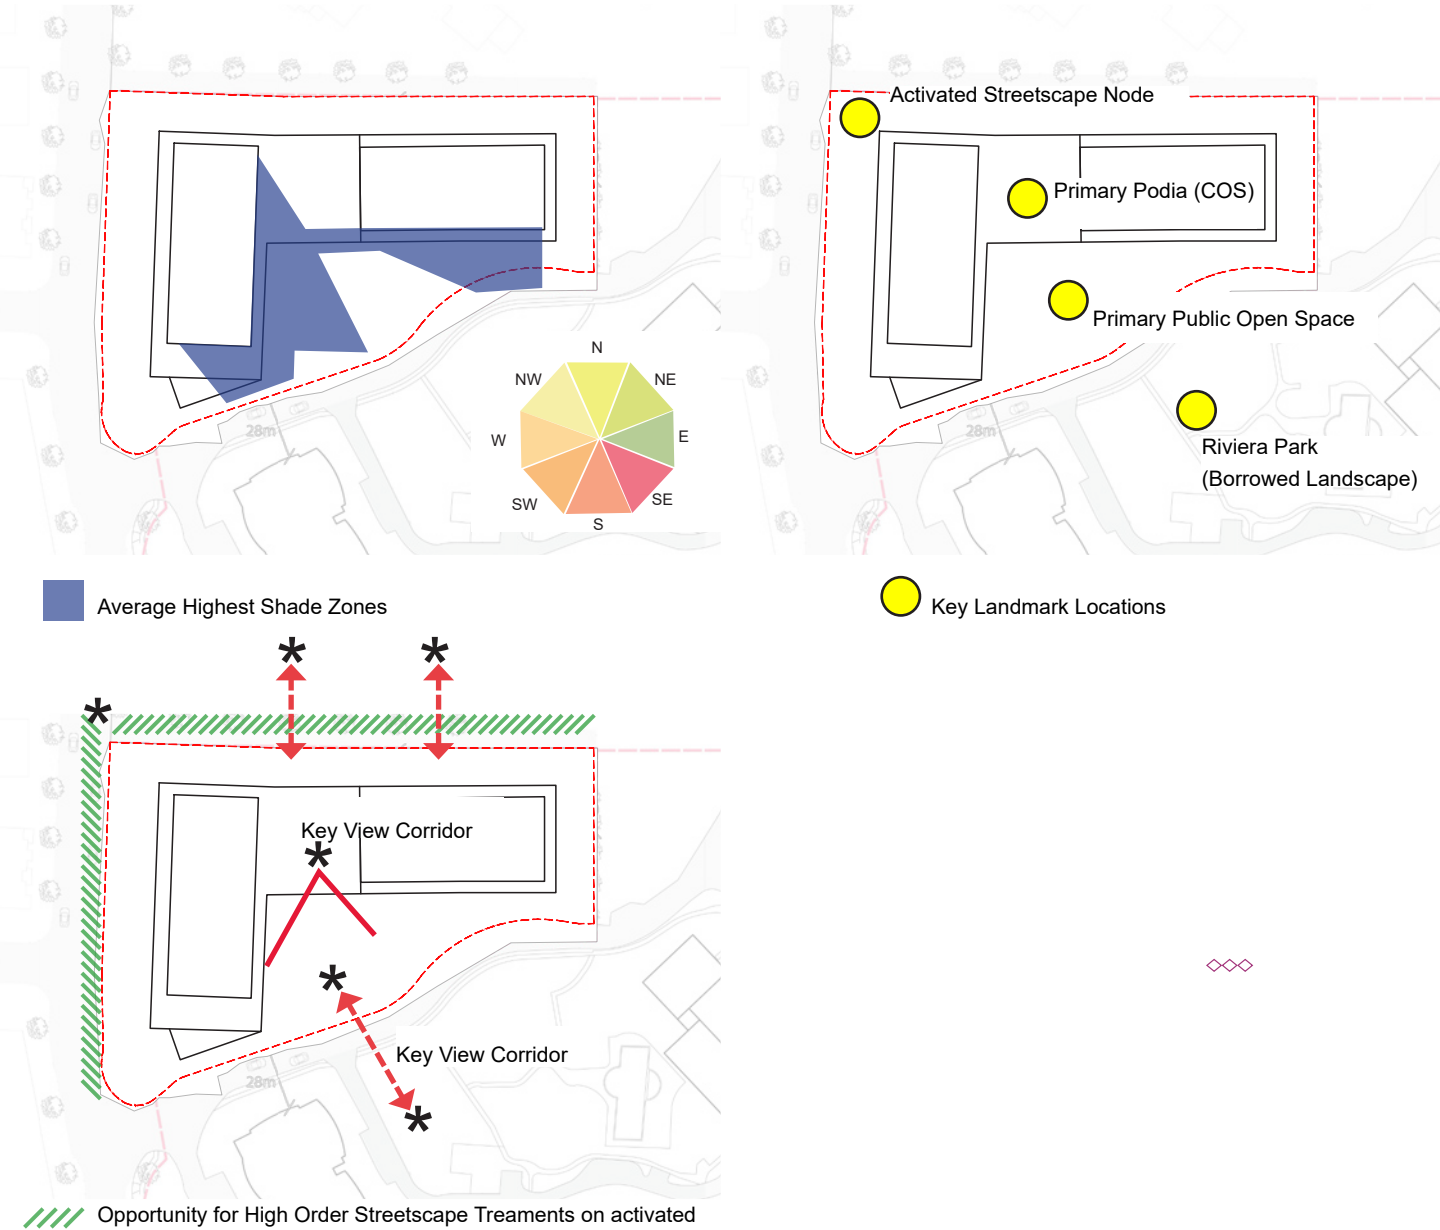 N
NW
NE
W
E
SW
SE
S
28m
Average Highest Shade Zones
Activated Streetscape Node
Primary Podia (COS)
Primary Public Open Space
Riviera Park
(Borrowed Landscape)
Key Landmark Locations
*
*
*
Key View Corridor
*
*
Key View Corridor
*
28m
Opportunity for High Order Streetscape Treaments on activated